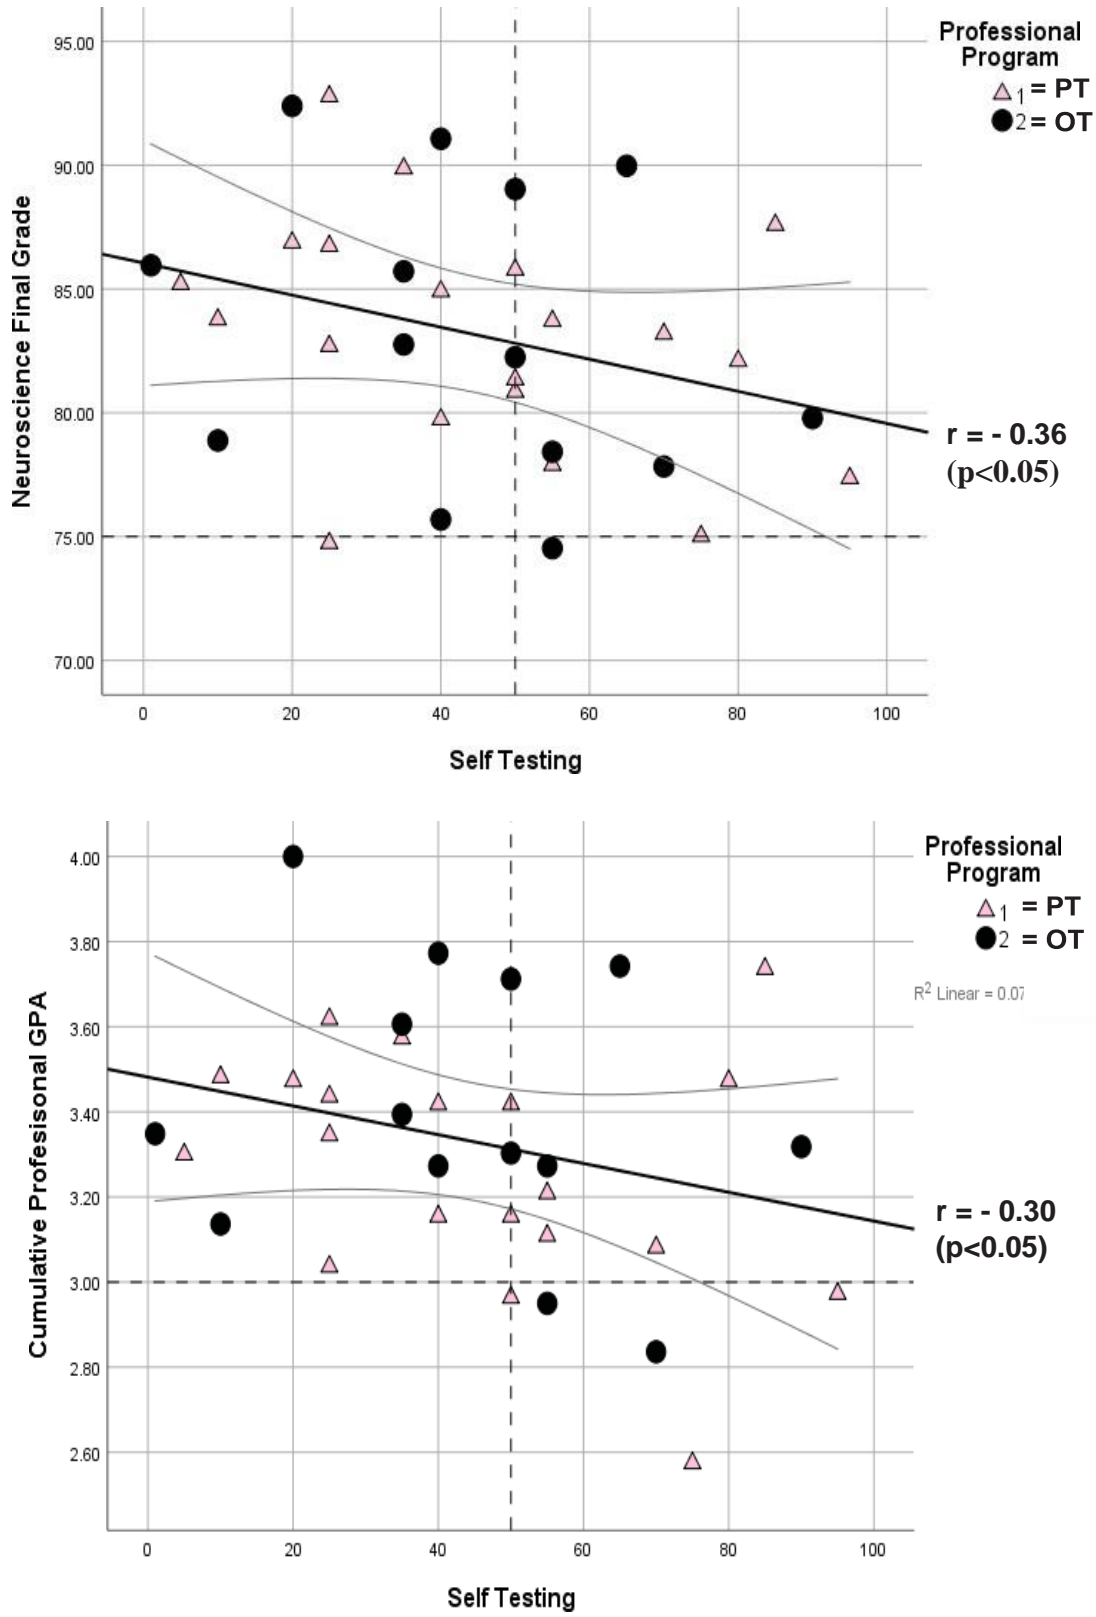 Professional
Program
1 = PT
2 = OT
95.00
90.00
85.00
80.00
75.00
70.00
Neuroscience Final Grade
r = - 0.36
(p<0.05)
0 20 40 60 80 100
Self Testing
Professional
Program
1 = PT
2 = OT
R2 Linear = 0.07
4.00
3.80
3.60
3.40
3.20
3.00
2.80
2.60
Cumulative Profesisonal GPA
r = - 0.30
(p<0.05)
0 20 40 60 80 100
Self Testing